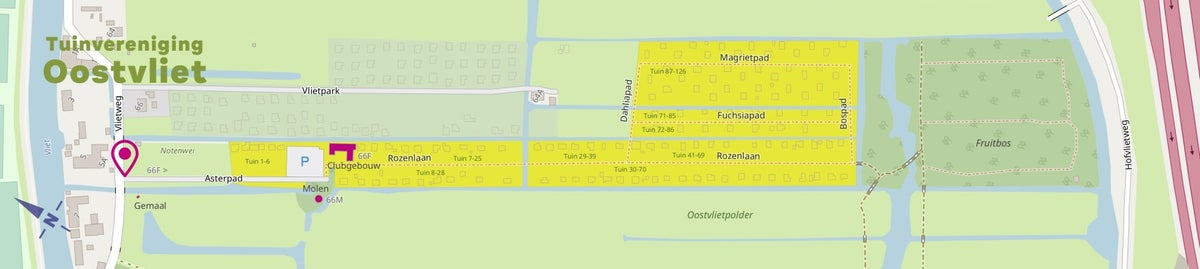 Tuinvereniging
Oostvliet
Vlietweg
Vliet
Vlietpark
Notenwei
66F >
Asterpad
Gemaal
Tuin 1-6
P
66F
Clubgebouw
Molen
66M
Rozenlaan
Tuin 7-25
Tuin 8-28
Tuin 29-39
Tuin 30-70
Tuin 41-69
Rozenlaan
Dahliapad
Magrietpad
Tuin 87-126
Tuin 71-85
Fuchsiapad
Tuin 72-86
Bospad
Fruitbos
Oostvlietpolder
Hofvlietweg
N